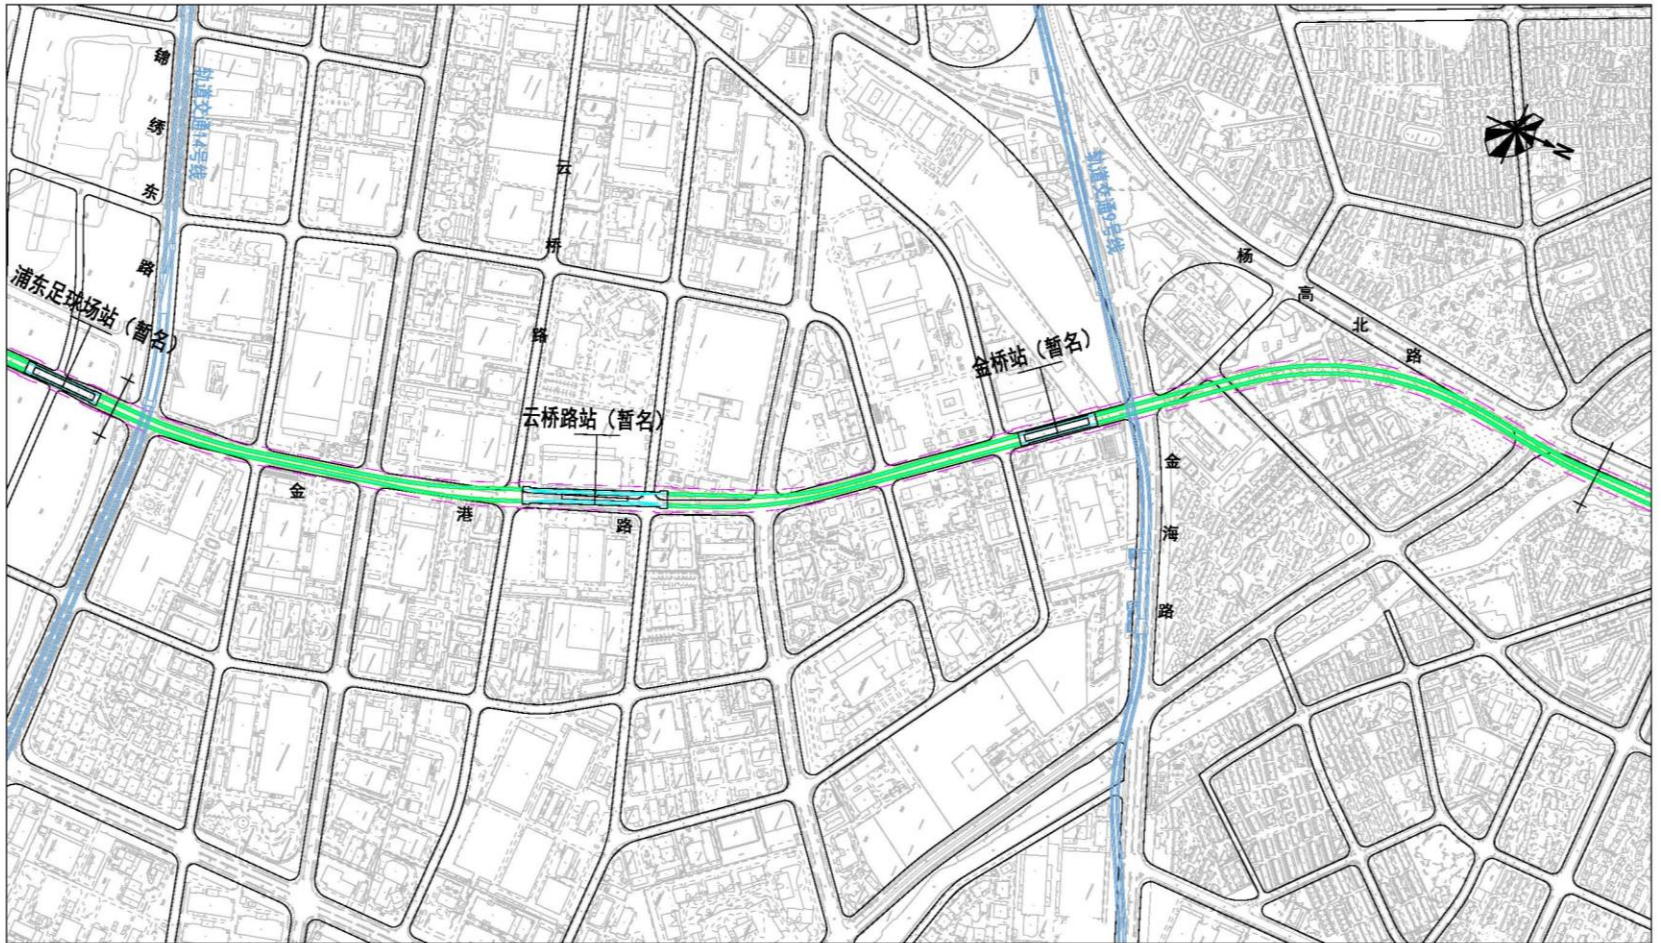 锦绣东路
轨道交通14号线
云桥路
轨道交通9号线
N
杨高北路
浦东足球场站（暂名）
金桥站（暂名）
云桥路站（暂名）
金港路
金海路